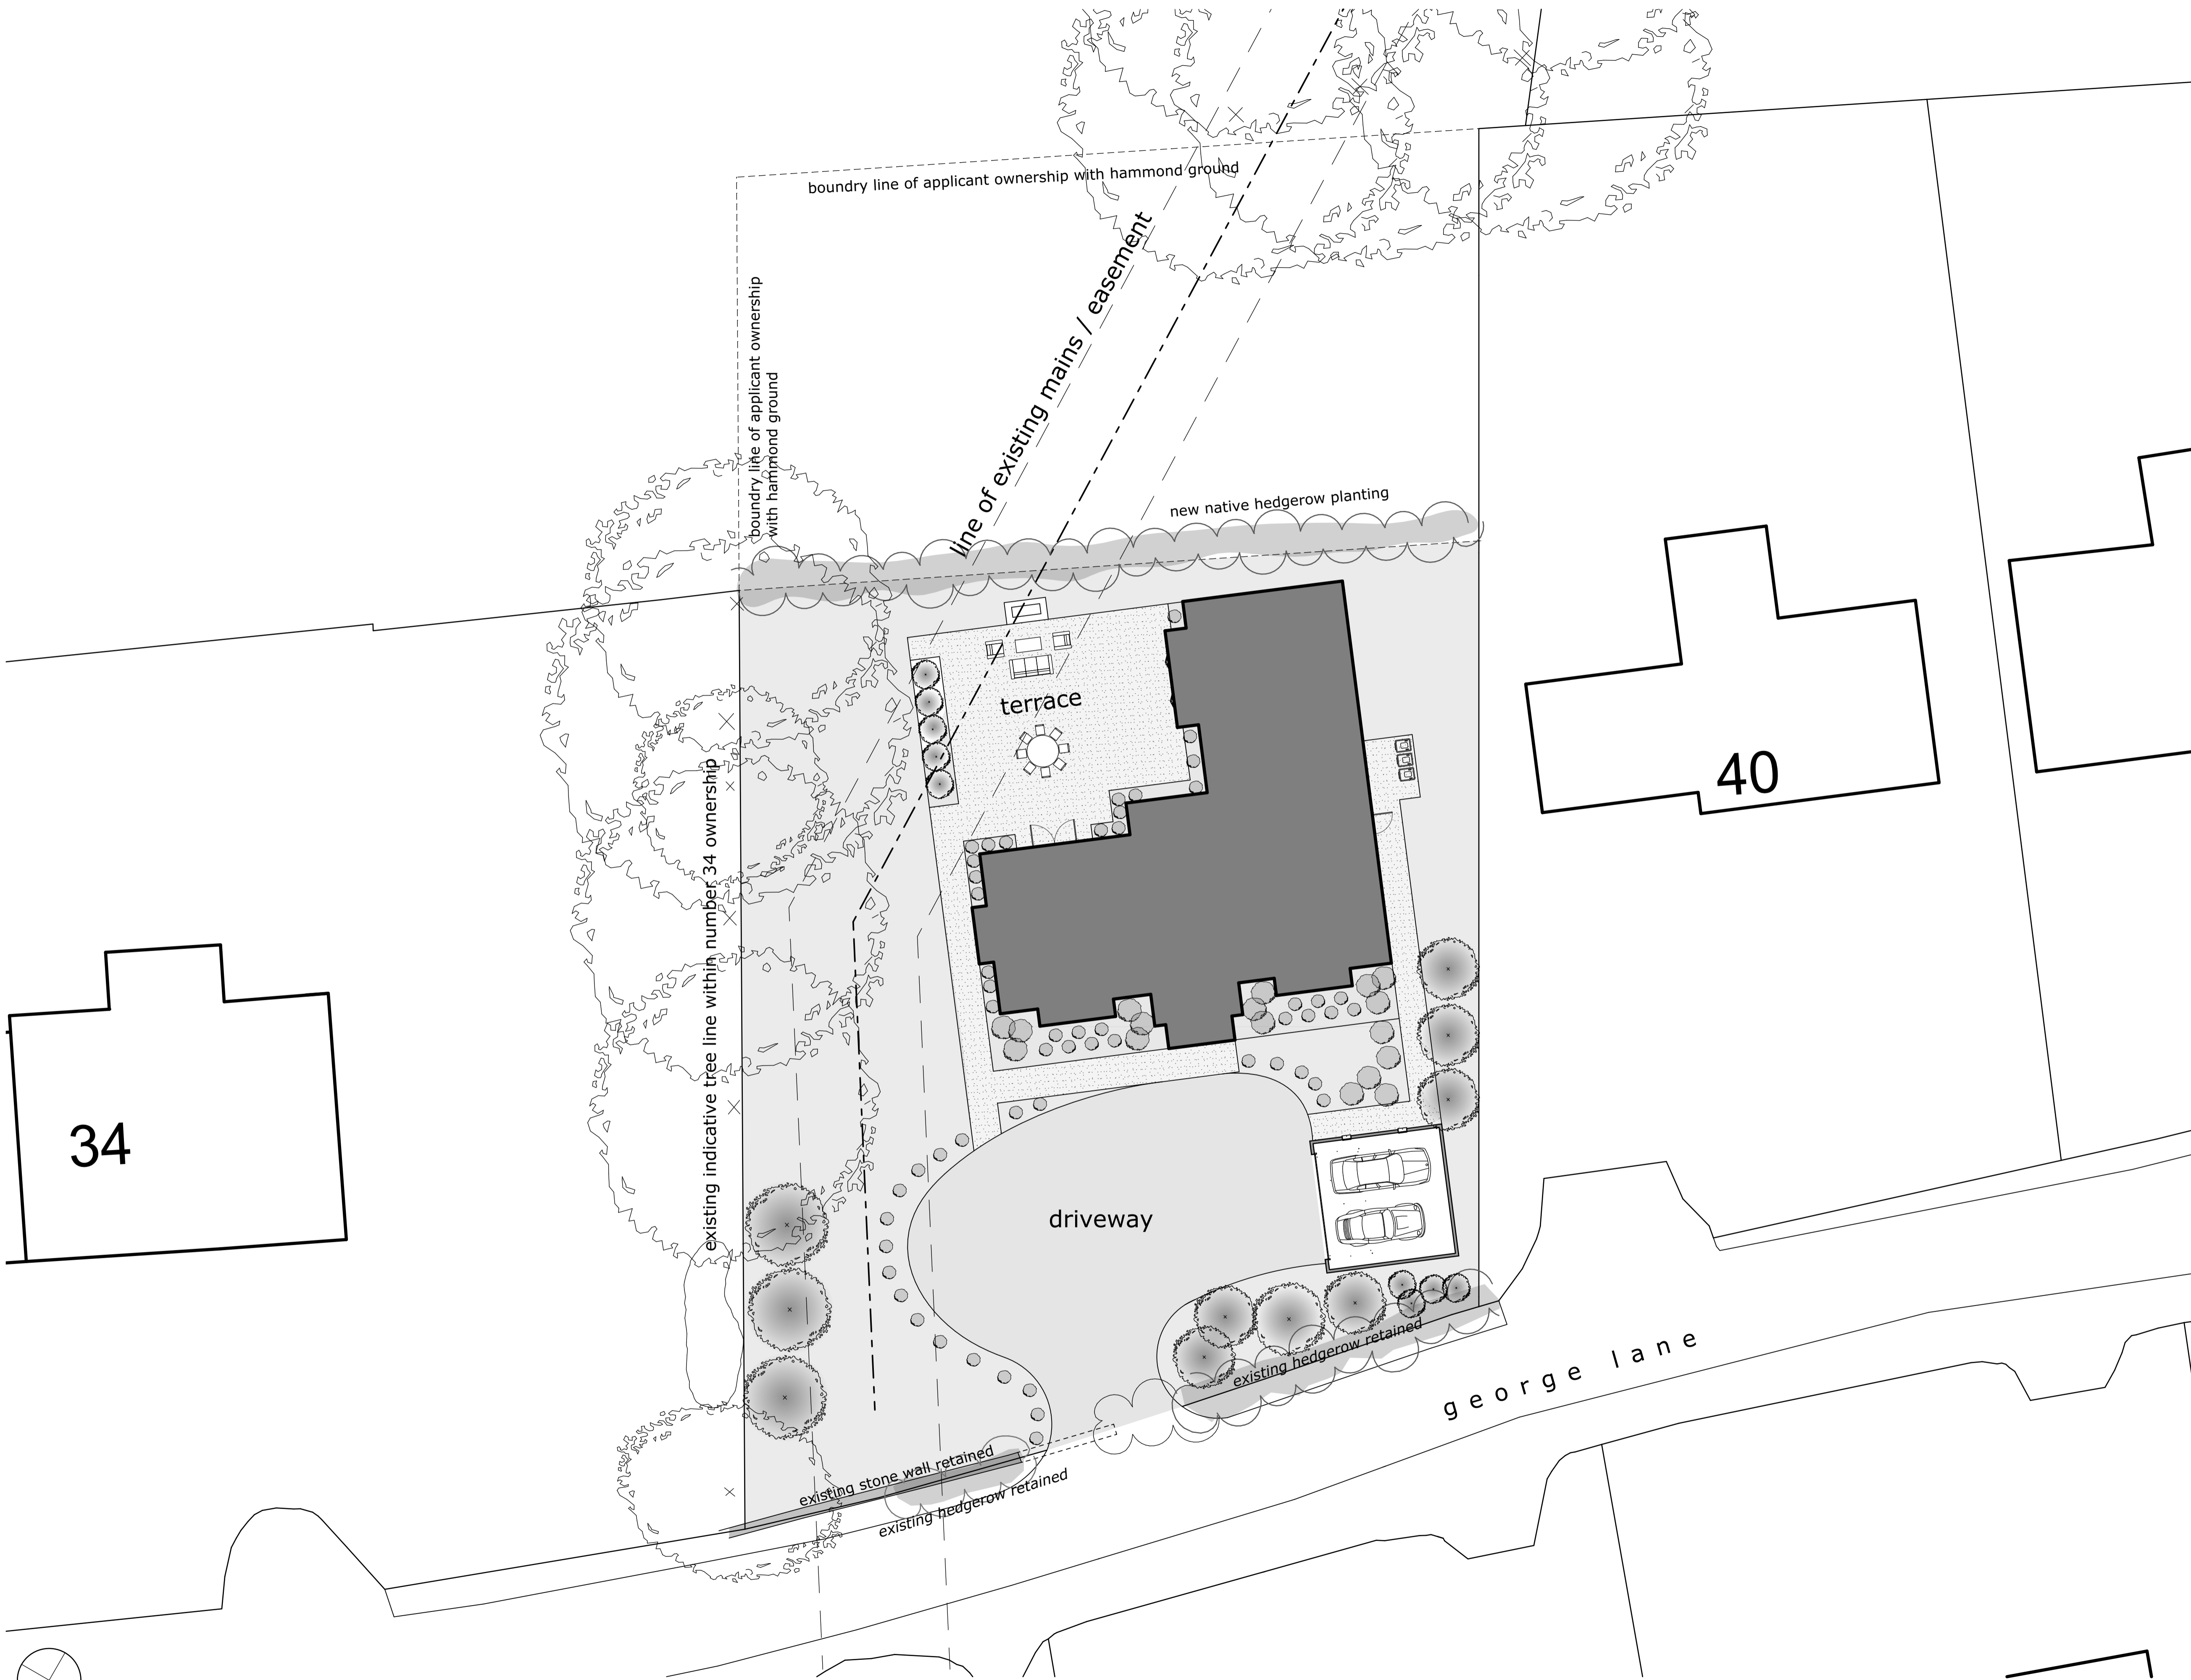 boundry line of applicant ownership with hammond ground
boundry line of applicant ownership
with hammond ground
line of existing mains / easement
new native hedgerow planting
terrace
40
existing indicative tree line within number 34 ownership
34
driveway
existing hedgerow retained
george lane
existing stone wall retained
existing hedgerow retained